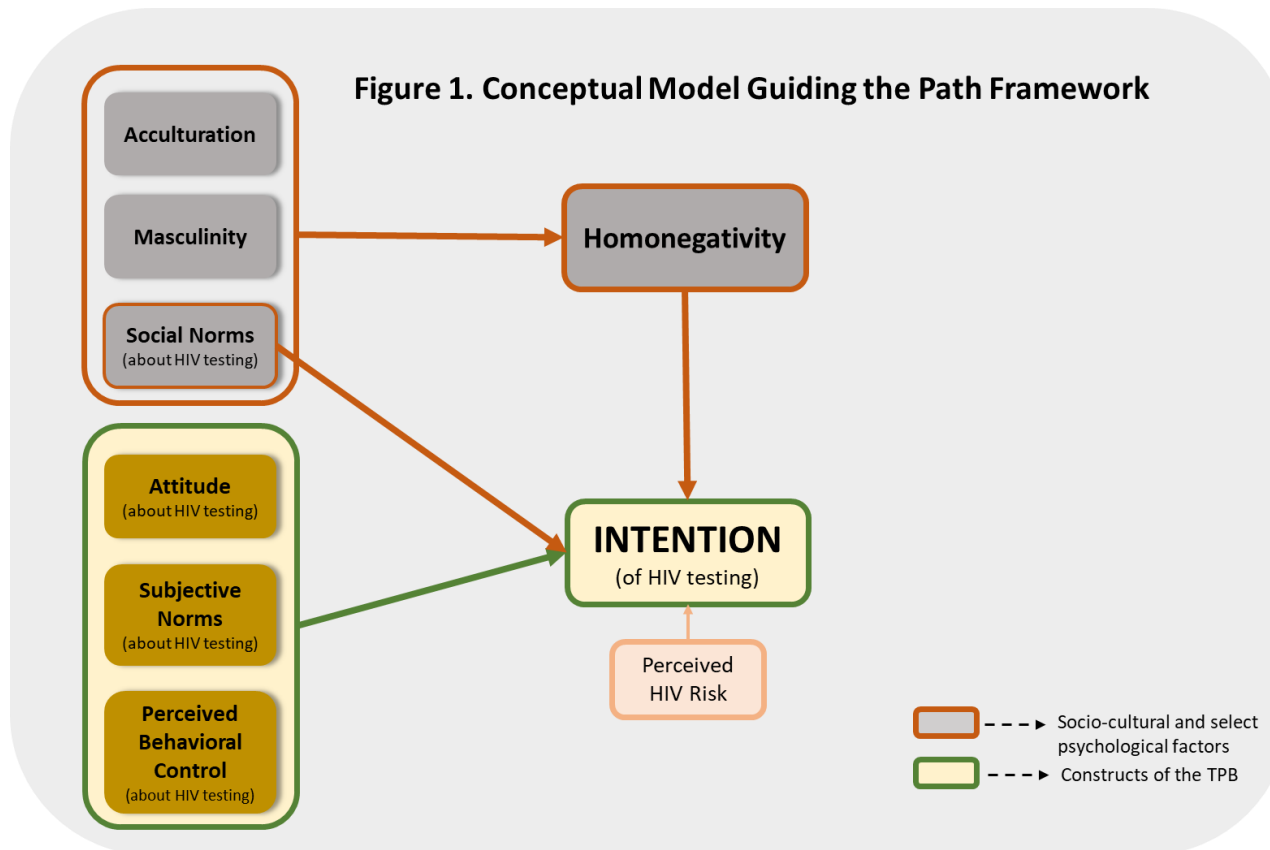 Figure 1. Conceptual Model Guiding the Path Framework
Acculturation
Masculinity
Social Norms
(about HIV testing)
Homonegativity
Attitude
(about HIV testing)
Subjective
Norms
(about HIV testing)
Perceived
Behavioral
Control
(about HIV testing)
INTENTION
(of HIV testing)
Perceived
HIV Risk
Socio-cultural and select
psychological factors
Constructs of the TPB